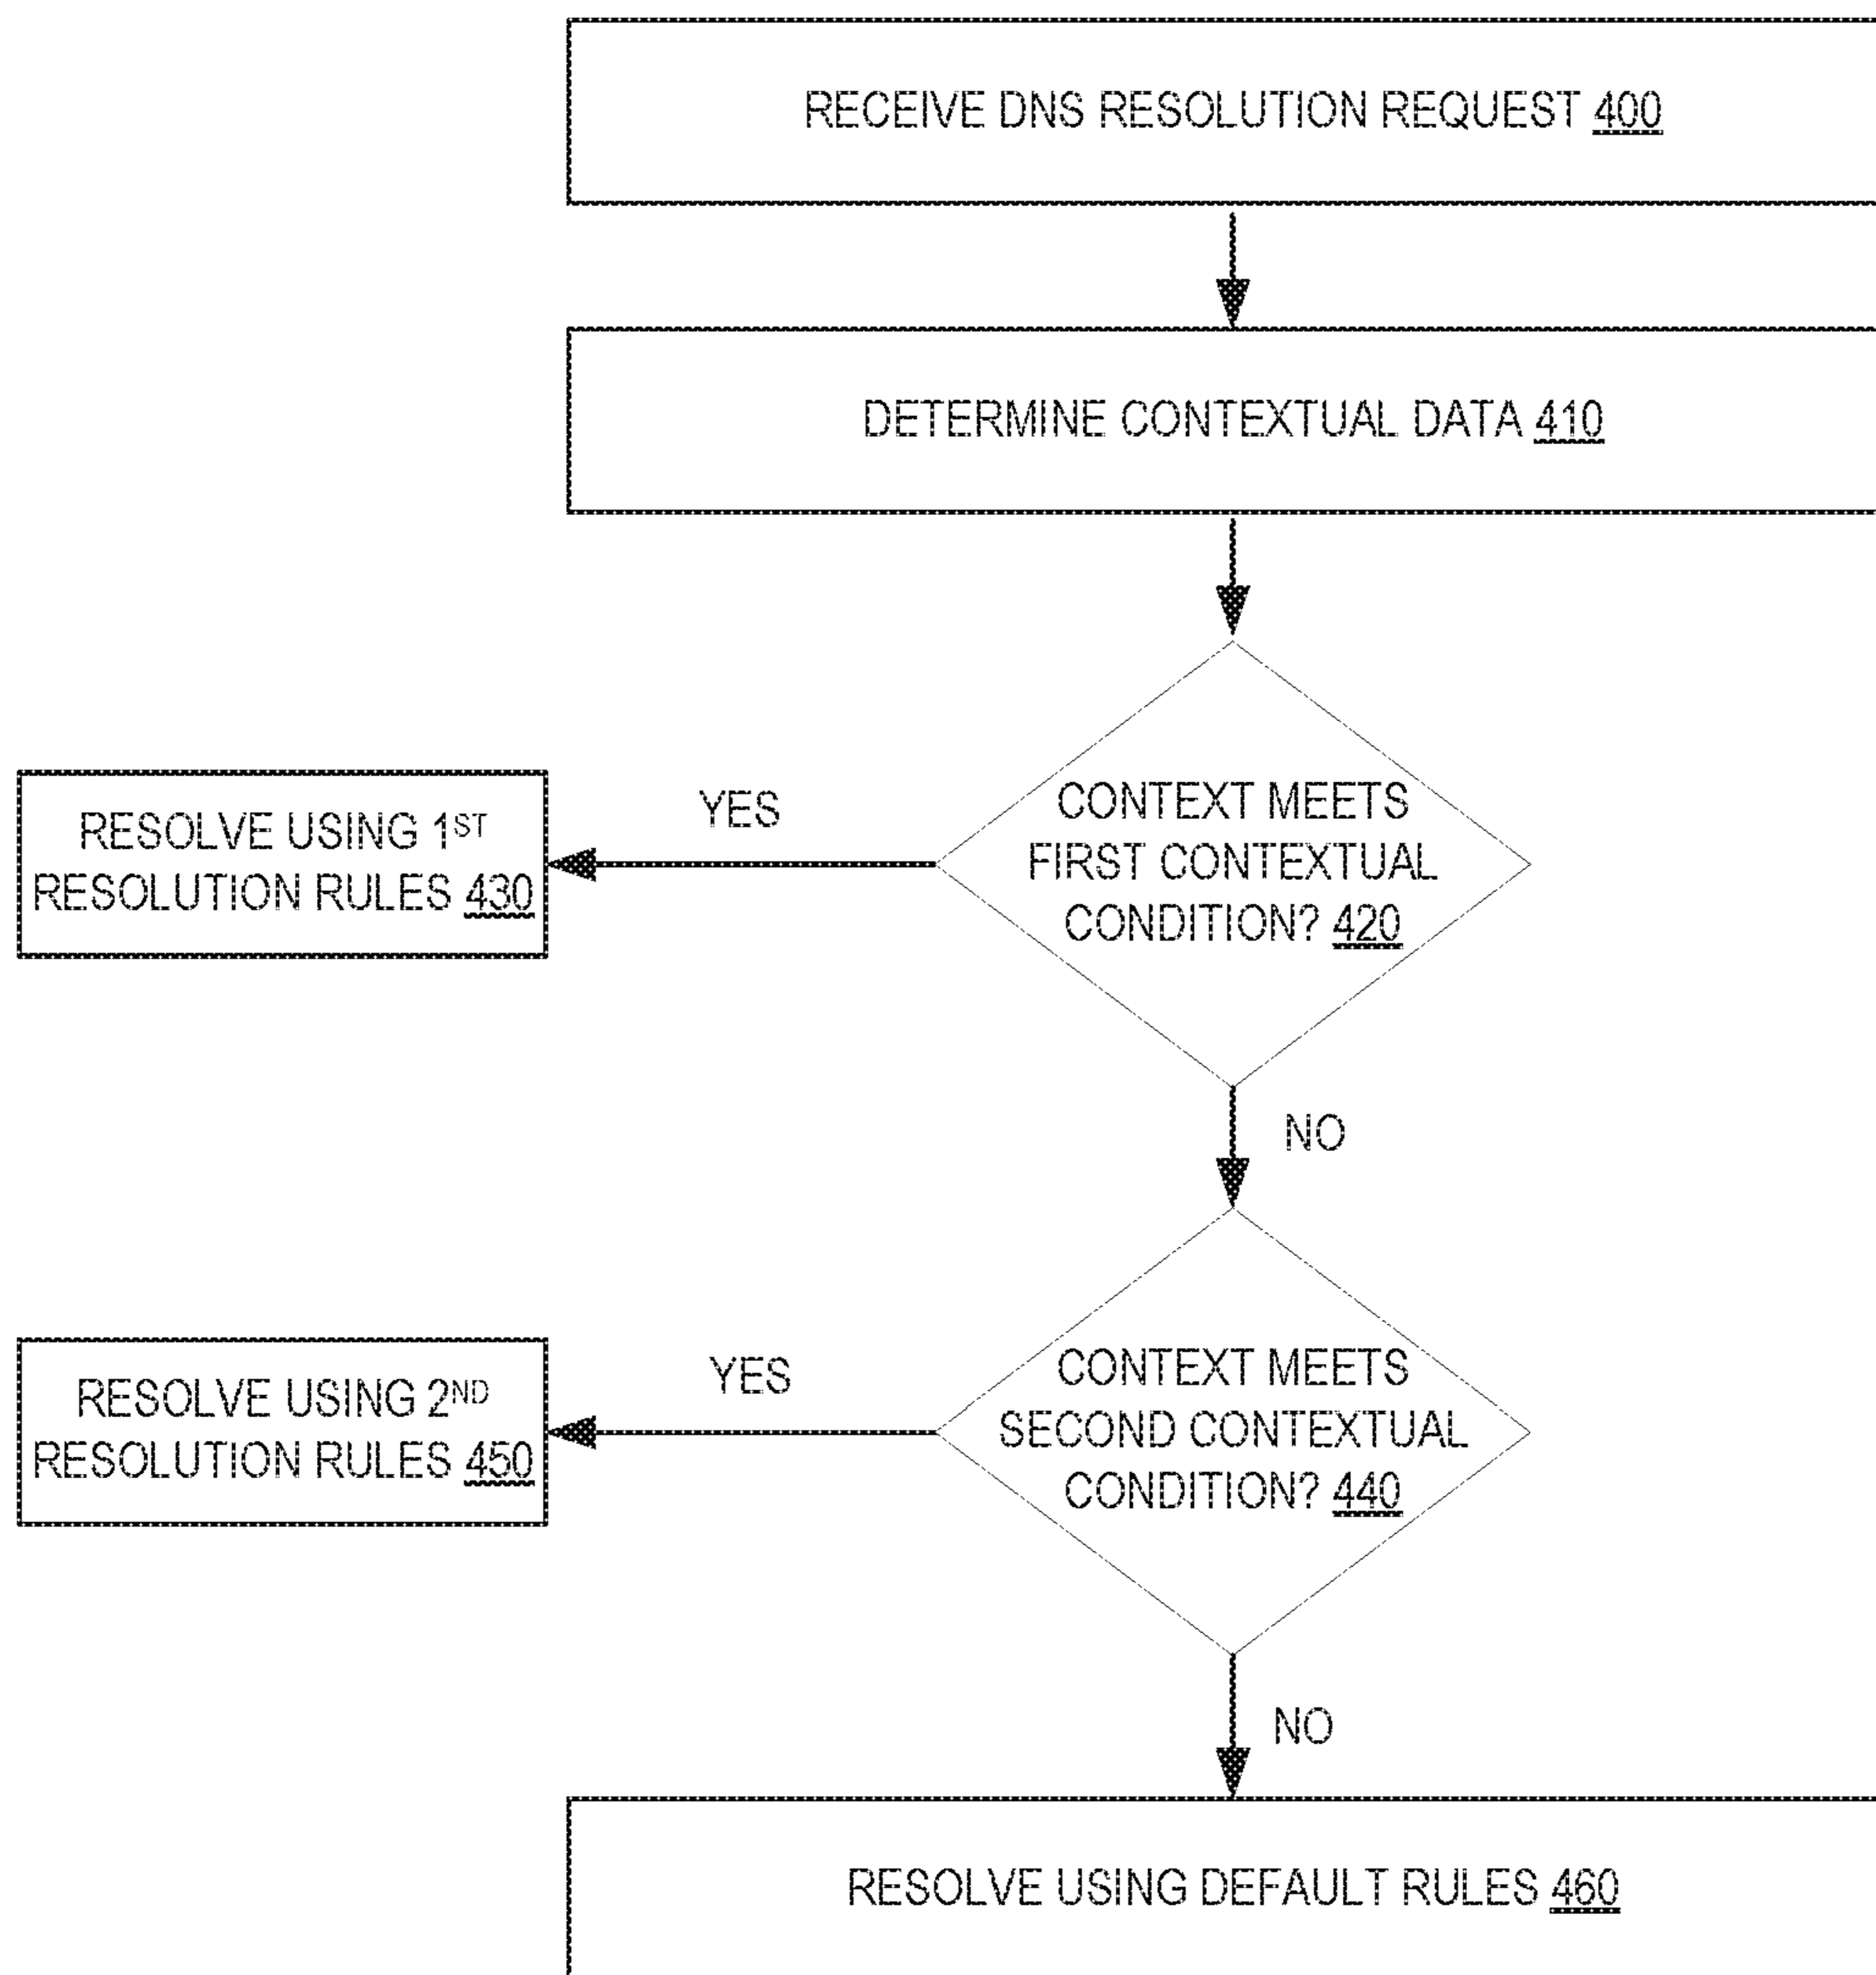 RECEIVE DNS RESOLUTION REQUEST 400
DETERMINE CONTEXTUAL DATA 410
CONTEXT MEETS
FIRST CONTEXTUAL
CONDITION? 420
YES
RESOLVE USING 1ST
RESOLUTION RULES 430
NO
CONTEXT MEETS
SECOND CONTEXTUAL
CONDITION? 440
YES
RESOLVE USING 2ND
RESOLUTION RULES 450
NO
RESOLVE USING DEFAULT RULES 460